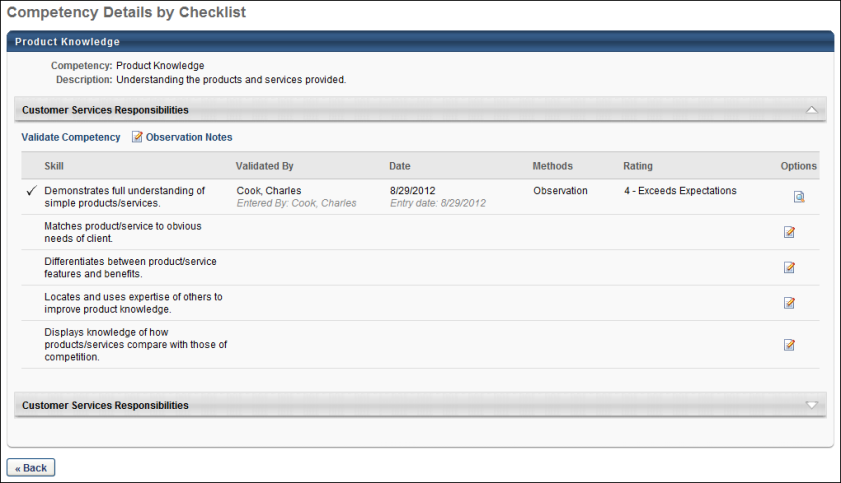 Competency Details by Checklist
Product Knowledge
Competency: Product Knowledge
Description: Understanding the products and services provided.
Customer Services Responsibilities
Validate Competency Observation Notes
Skill Validated By Date Methods Rating Options
Demonstrates full understanding of Cook, Charles 8/29/2012 Observation 4 - Exceeds Expectations
simple products/services. Entered By: Cook, Charles Entry date: 8/29/2012
Matches product/service to obvious
needs of client.
Differentiates between product/service
features and benefits.
Locates and uses expertise of others to
improve product knowledge.
Displays knowledge of how
products/services compare with those of
competition.
Customer Services Responsibilities
« Back